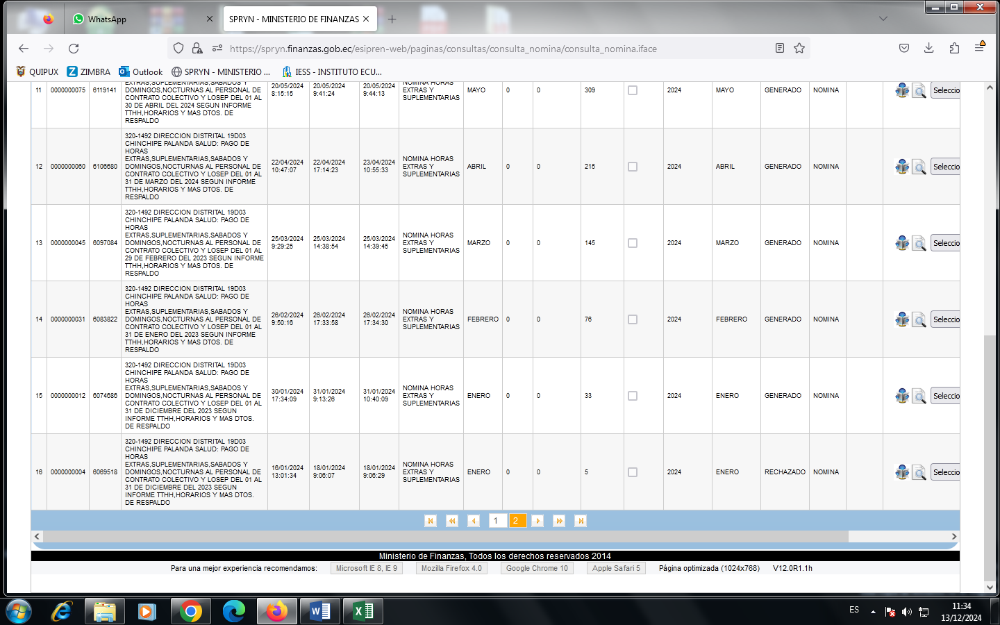 WhatsApp
SPRYN - MINISTERIO DE FINANZAS
https://spryn.finanzas.gob.ec/esipren-web/paginas/consultas/consulta_nomina/consulta_nomina.iface
QUIPUX ZIMBRA Outlook SPRYN - MINISTERIO ... IESS - INSTITUTO ECU...
EXTRAS,SUPLEMENTARIAS,SABADOS Y
DOMINGOS,NOCTURNAS AL PERSONAL DE
CONTRATO COLECTIVO Y LOSEP DEL 01 AL
30 DE ABRIL DEL 2024 SEGUN INFORME
TTHH,HORARIOS Y MAS DTOS. DE
RESPALDO
11 0000000075 6119141
20/05/2024
8:15:15
20/05/2024
9:41:24
20/05/2024
9:44:13
NOMINA HORAS
EXTRAS Y
SUPLEMENTARIAS
MAYO 0 0 309 2024 MAYO GENERADO NOMINA Seleccio
12 0000000060 6106680
320-1492 DIRECCION DISTRITAL 19D03
CHINCHIPE PALANDA SALUD: PAGO DE
HORAS
EXTRAS,SUPLEMENTARIAS,SABADOS Y
DOMINGOS,NOCTURNAS AL PERSONAL DE
CONTRATO COLECTIVO Y LOSEP DEL 01 AL
31 DE MARZO DEL 2024 SEGUN INFORME
TTHH,HORARIOS Y MAS DTOS. DE
RESPALDO
22/04/2024
10:47:07
22/04/2024
17:14:23
23/04/2024
10:55:33
NOMINA HORAS
EXTRAS Y
SUPLEMENTARIAS
ABRIL 0 0 215 2024 ABRIL GENERADO NOMINA Seleccio
13 0000000045 6097084
320-1492 DIRECCION DISTRITAL 19D03
CHINCHIPE PALANDA SALUD: PAGO DE
HORAS
EXTRAS,SUPLEMENTARIAS,SABADOS Y
DOMINGOS,NOCTURNAS AL PERSONAL DE
CONTRATO COLECTIVO Y LOSEP DEL 01 AL
29 DE FEBRERO DEL 2023 SEGUN INFORME
TTHH,HORARIOS Y MAS DTOS. DE
RESPALDO
25/03/2024
9:29:25
25/03/2024
14:38:54
25/03/2024
14:39:45
NOMINA HORAS
EXTRAS Y
SUPLEMENTARIAS
MARZO 0 0 145 2024 MARZO GENERADO NOMINA Seleccio
14 0000000031 6083822
320-1492 DIRECCION DISTRITAL 19D03
CHINCHIPE PALANDA SALUD: PAGO DE
HORAS
EXTRAS,SUPLEMENTARIAS,SABADOS Y
DOMINGOS,NOCTURNAS AL PERSONAL DE
CONTRATO COLECTIVO Y LOSEP DEL 01 AL
31 DE ENERO DEL 2023 SEGUN INFORME
TTHH,HORARIOS Y MAS DTOS. DE
RESPALDO
26/02/2024
9:50:16
26/02/2024
17:33:58
26/02/2024
17:34:30
NOMINA HORAS
EXTRAS Y
SUPLEMENTARIAS
FEBRERO 0 0 76 2024 FEBRERO GENERADO NOMINA Seleccio
15 0000000012 6074686
320-1492 DIRECCION DISTRITAL 19D03
CHINCHIPE PALANDA SALUD: PAGO DE
HORAS
EXTRAS,SUPLEMENTARIAS,SABADOS Y
DOMINGOS,NOCTURNAS AL PERSONAL DE
CONTRATO COLECTIVO Y LOSEP DEL 01 AL
31 DE DICIEMBRE DEL 2023 SEGUN
INFORME TTHH,HORARIOS Y MAS DTOS.
DE RESPALDO
30/01/2024
17:34:09
31/01/2024
9:13:26
31/01/2024
10:40:09
NOMINA HORAS
EXTRAS Y
SUPLEMENTARIAS
ENERO 0 0 33 2024 ENERO GENERADO NOMINA Seleccio
16 0000000004 6069518
320-1492 DIRECCION DISTRITAL 19D03
CHINCHIPE PALANDA SALUD: PAGO DE
HORAS
EXTRAS,SUPLEMENTARIAS,SABADOS Y
DOMINGOS,NOCTURNAS AL PERSONAL DE
CONTRATO COLECTIVO Y LOSEP DEL 01 AL
31 DE DICIEMBRE DEL 2023 SEGUN
INFORME TTHH,HORARIOS Y MAS DTOS.
DE RESPALDO
16/01/2024
13:01:34
18/01/2024
9:06:07
18/01/2024
9:06:29
NOMINA HORAS
EXTRAS Y
SUPLEMENTARIAS
ENERO 0 0 5 2024 ENERO RECHAZADO NOMINA Seleccio
1 2
Ministerio de Finanzas, Todos los derechos reservados 2014
Para una mejor experiencia recomendamos: Microsoft IE 8, IE 9 Mozilla Firefox 4.0 Google Chrome 10 Apple Safari 5 Página optimizada (1024x768) V12.0R1.1h
ES
11:34
13/12/2024